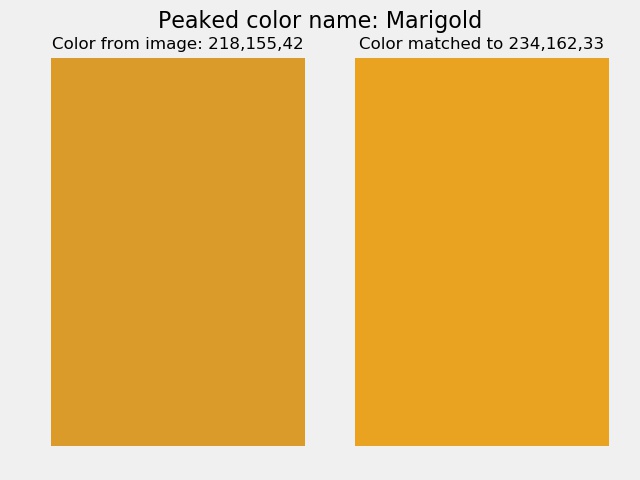 Peaked color name: Marigold
Color from image: 218,155,42
Color matched to 234,162,33